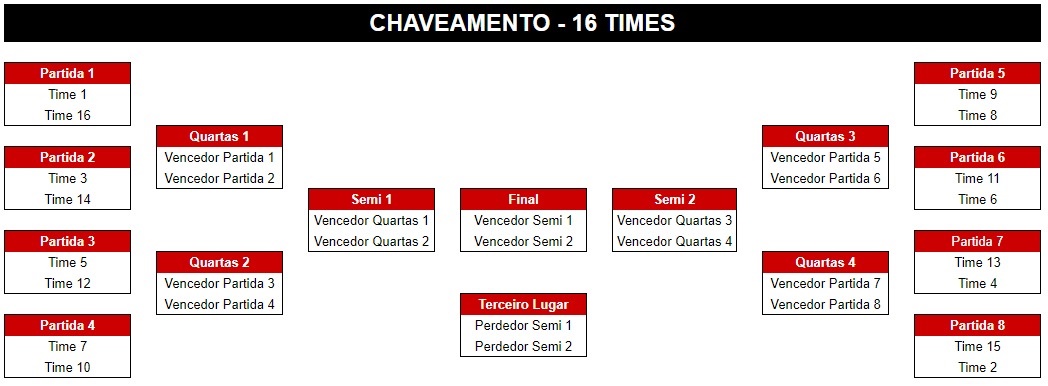 CHAVEAMENTO - 16 TIMES
Partida 1
Time 1
Time 16
Partida 2
Time 3
Time 14
Partida 3
Time 5
Time 12
Partida 4
Time 7
Time 10
Quartas 1
Vencedor Partida 1
Vencedor Partida 2
Quartas 2
Vencedor Partida 3
Vencedor Partida 4
Semi 1
Vencedor Quartas 1
Vencedor Quartas 2
Final
Vencedor Semi 1
Vencedor Semi 2
Terceiro Lugar
Perdedor Semi 1
Perdedor Semi 2
Semi 2
Vencedor Quartas 3
Vencedor Quartas 4
Quartas 3
Vencedor Partida 5
Vencedor Partida 6
Quartas 4
Vencedor Partida 7
Vencedor Partida 8
Partida 5
Time 9
Time 8
Partida 6
Time 11
Time 6
Partida 7
Time 13
Time 4
Partida 8
Time 15
Time 2